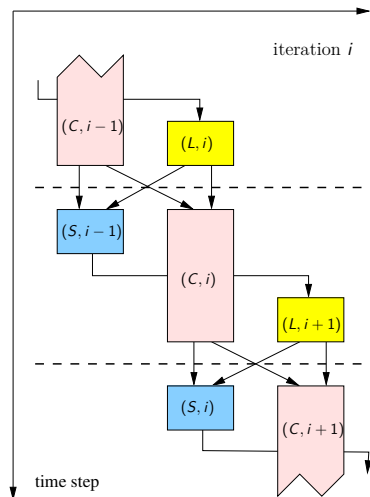 iteration i
(C, i − 1)
(L, i)
(S, i − 1)
(C, i)
(L, i + 1)
(S, i)
(C, i + 1)
time step